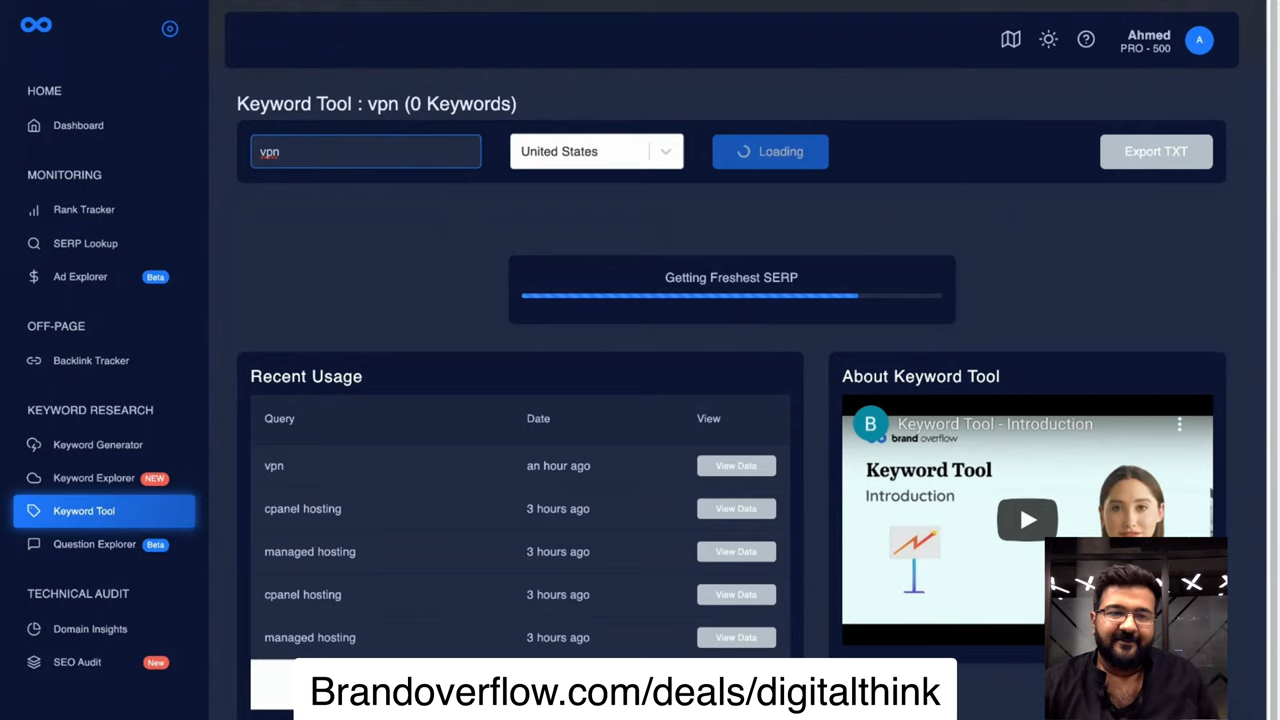 Ahmed
PRO - 500
A
HOME
Dashboard
MONITORING
Rank Tracker
SERP Lookup
Ad Explorer Beta
OFF-PAGE
Backlink Tracker
KEYWORD RESEARCH
Keyword Generator
Keyword Explorer NEW
Keyword Tool
Question Explorer Beta
TECHNICAL AUDIT
Domain Insights
SEO Audit New
Keyword Tool : vpn (0 Keywords)
vpn
United States
Loading
Export TXT
Getting Freshest SERP
Recent Usage
Query Date View
vpn an hour ago View Data
cpanel hosting 3 hours ago View Data
managed hosting 3 hours ago View Data
cpanel hosting 3 hours ago View Data
managed hosting 3 hours ago View Data
About Keyword Tool
B Keyword Tool - Introduction
brand overflow
Keyword Tool
Introduction
Brandoverflow.com/deals/digitalthink